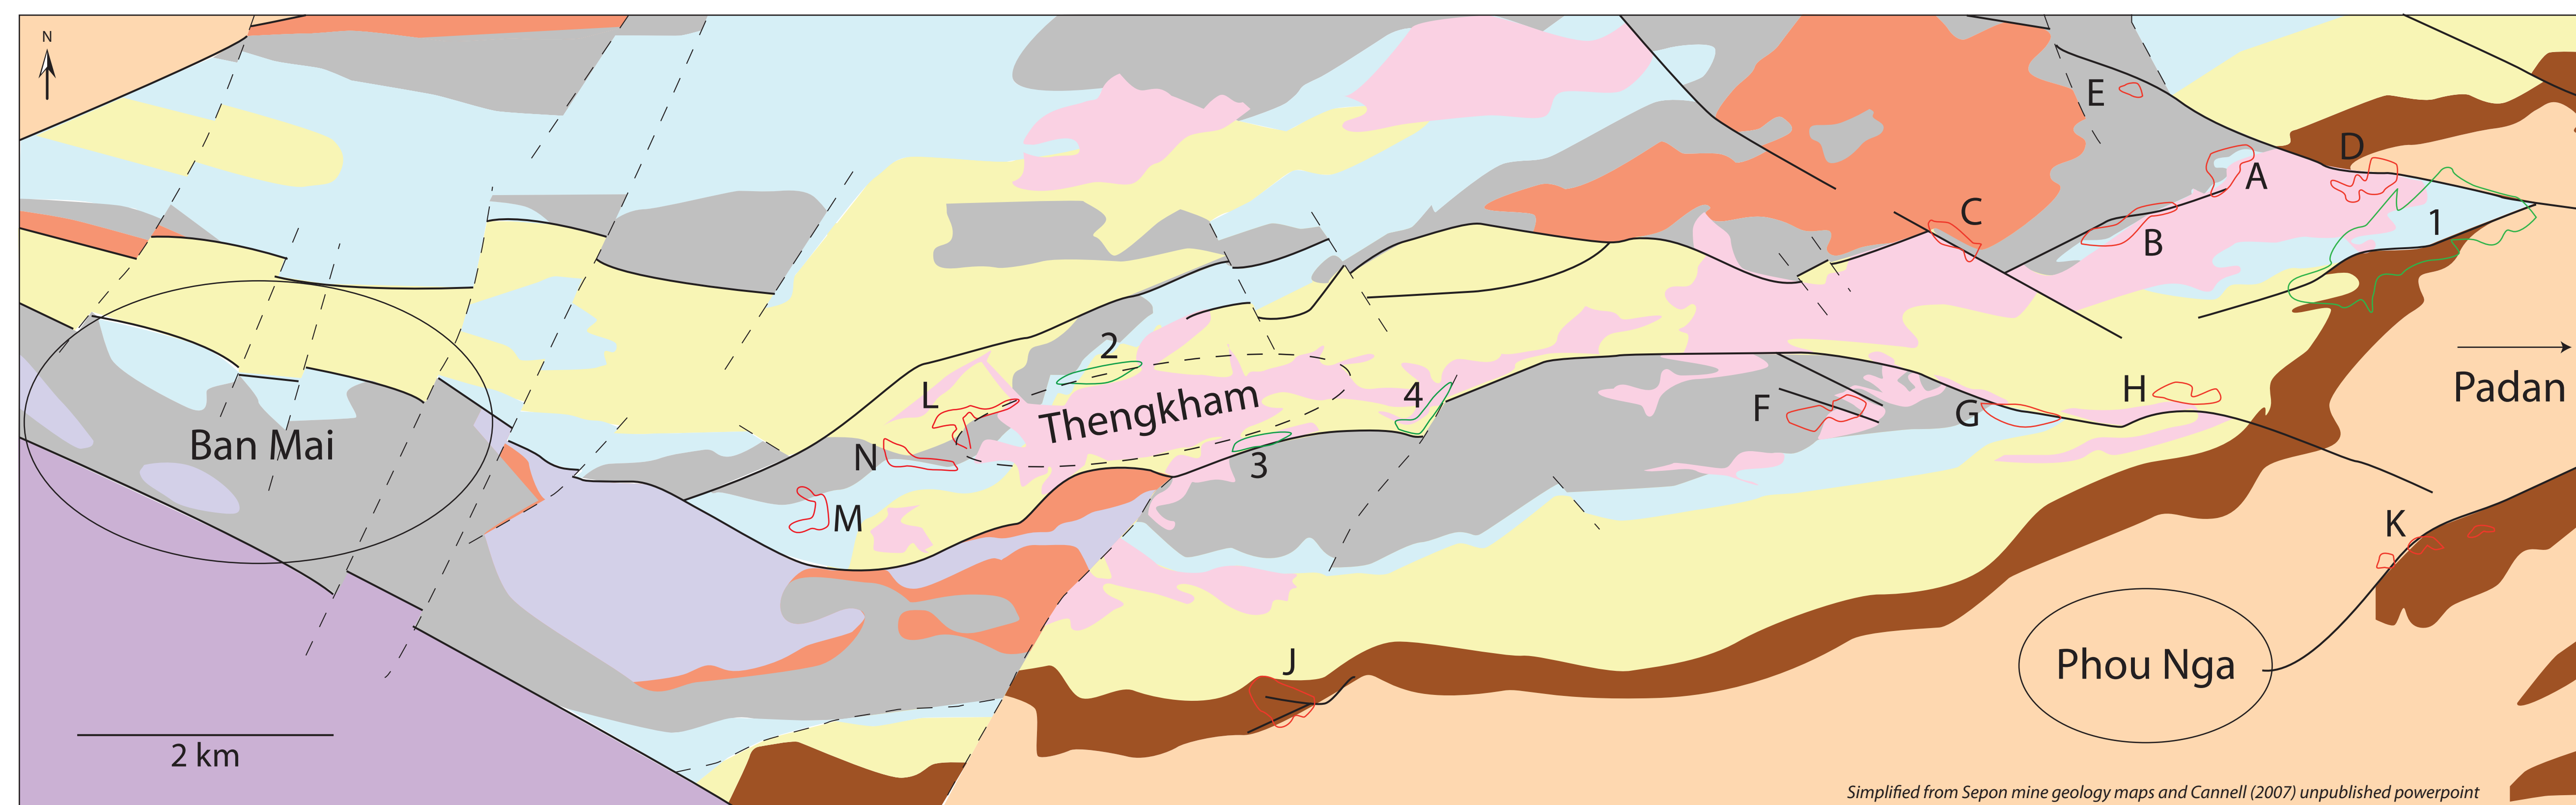 N
E
D
A
C
1
B
2
Padan
L
4
H
Thengkham
F
G
Ban Mai
N
3
M
K
J
Phou Nga
2 km
Simplified from Sepon mine geology maps and Cannell (2007) unpublished powerpoint